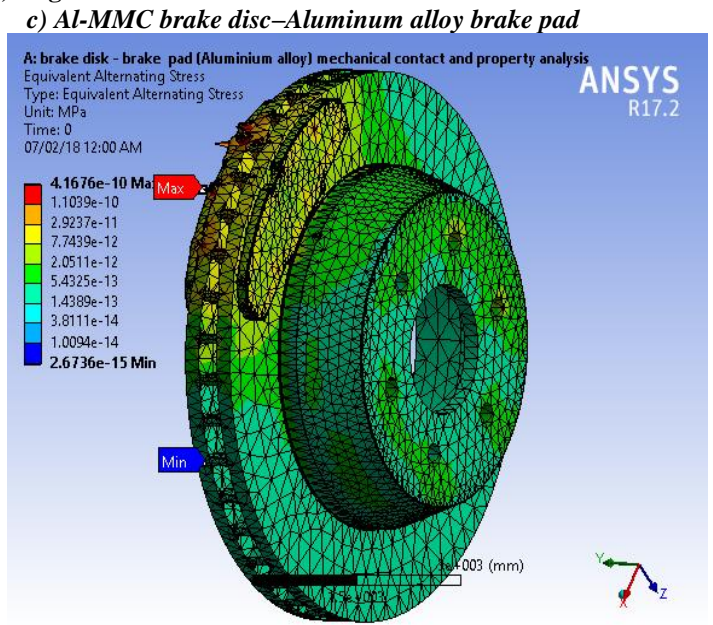 c) Al-MMC brake disc–Aluminum alloy brake pad
A: brake disk - brake pad (Aluminium alloy) mechanical contact and property analysis
Equivalent Alternating Stress
Type: Equivalent Alternating Stress
Unit: MPa
Time: 0
07/02/18 12:00 AM
ANSYS
R17.2
4.1676e-10 Ma
Max
1.1039e-10
2.9237e-11
7.7439e-12
2.0511e-12
5.4325e-13
1.4389e-13
3.8111e-14
1.0094e-14
2.6736e-15 Min
Min
e+003 (mm)
Y
Z
X